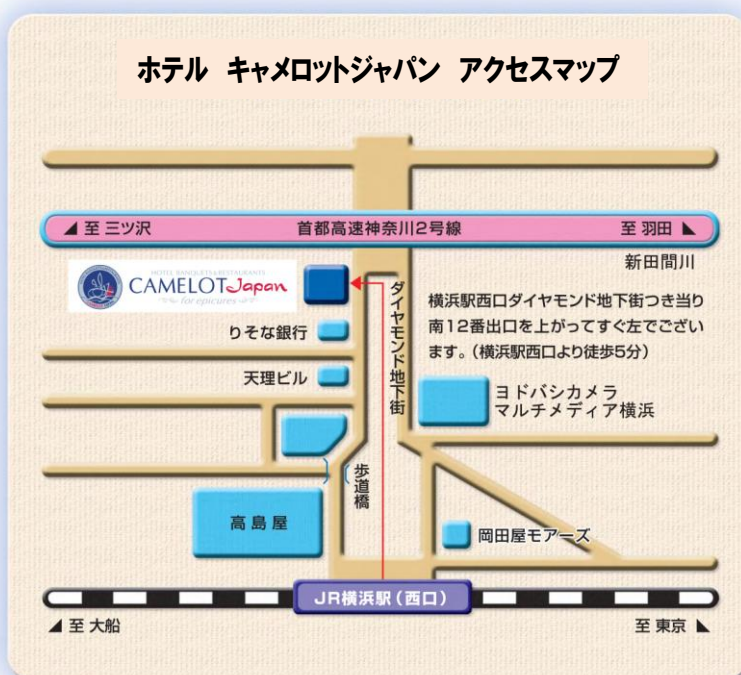 ホテル キャメロットジャパン アクセスマップ
◢ 至 三ツ沢
首都高速神奈川2号線
至 羽田 ◣
新田間川
HOTEL BANQUETS & RESTAURANTS
CAMELOT Japan
for epicures
りそな銀行
天理ビル
ダイヤモンド地下街
横浜駅西口ダイヤモンド地下街つき当り
南12番出口を上がってすぐ左でござい
ます。(横浜駅西口より徒歩5分)
ヨドバシカメラ
マルチメディア横浜
歩道橋
高島屋
岡田屋モアーズ
JR横浜駅(西口)
◢ 至 大船
至 東京 ◣